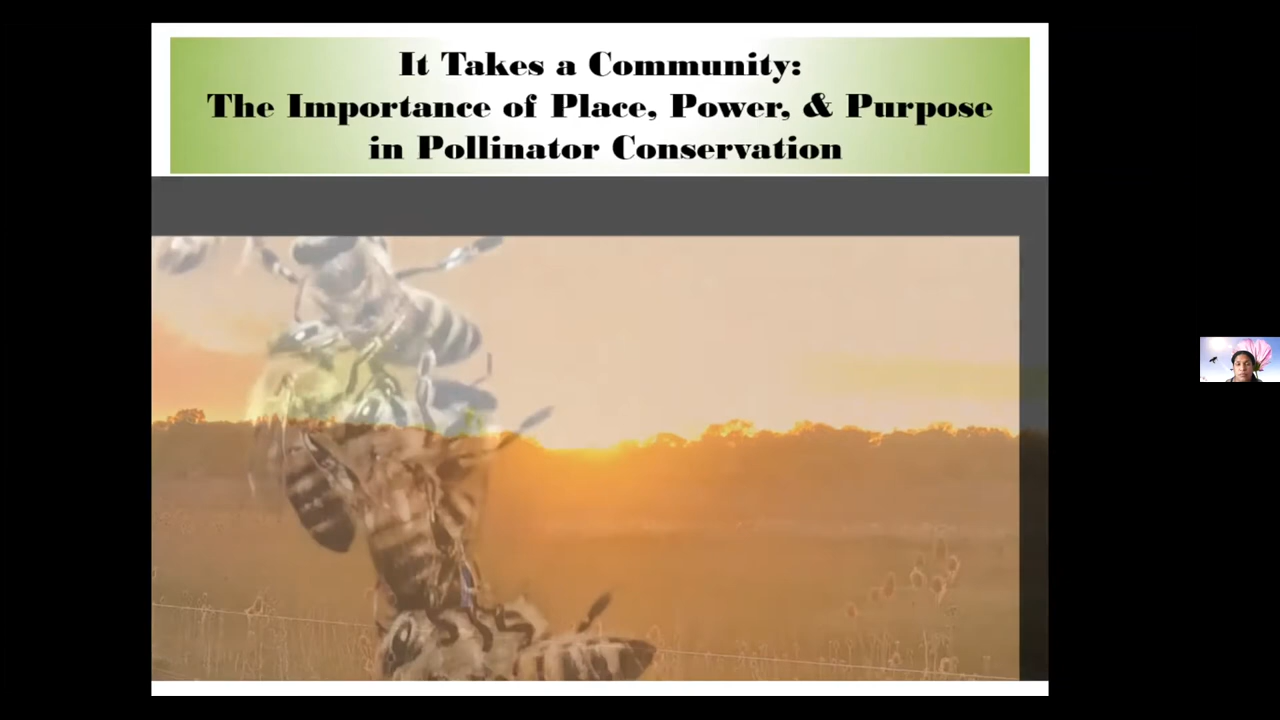 It Takes a Community:
The Importance of Place, Power, & Purpose
in Pollinator Conservation